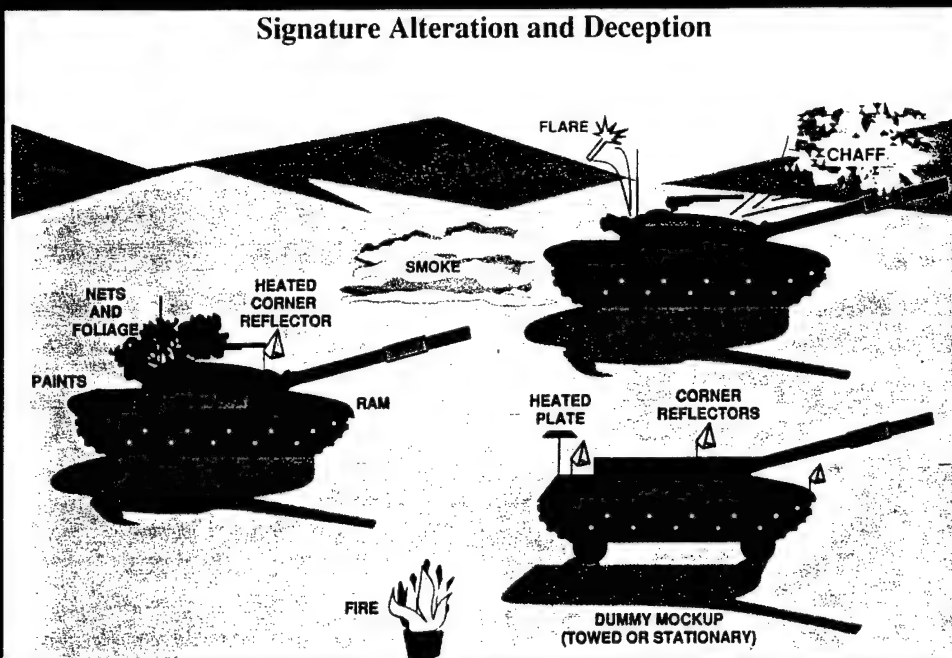 Signature Alteration and Deception
FLARE
CHAFF
SMOKE
NETS
AND
FOLIAGE
HEATED
CORNER
REFLECTOR
PAINTS
RAM
HEATED
PLATE
CORNER
REFLECTORS
FIRE
DUMMY MOCKUP
(TOWED OR STATIONARY)